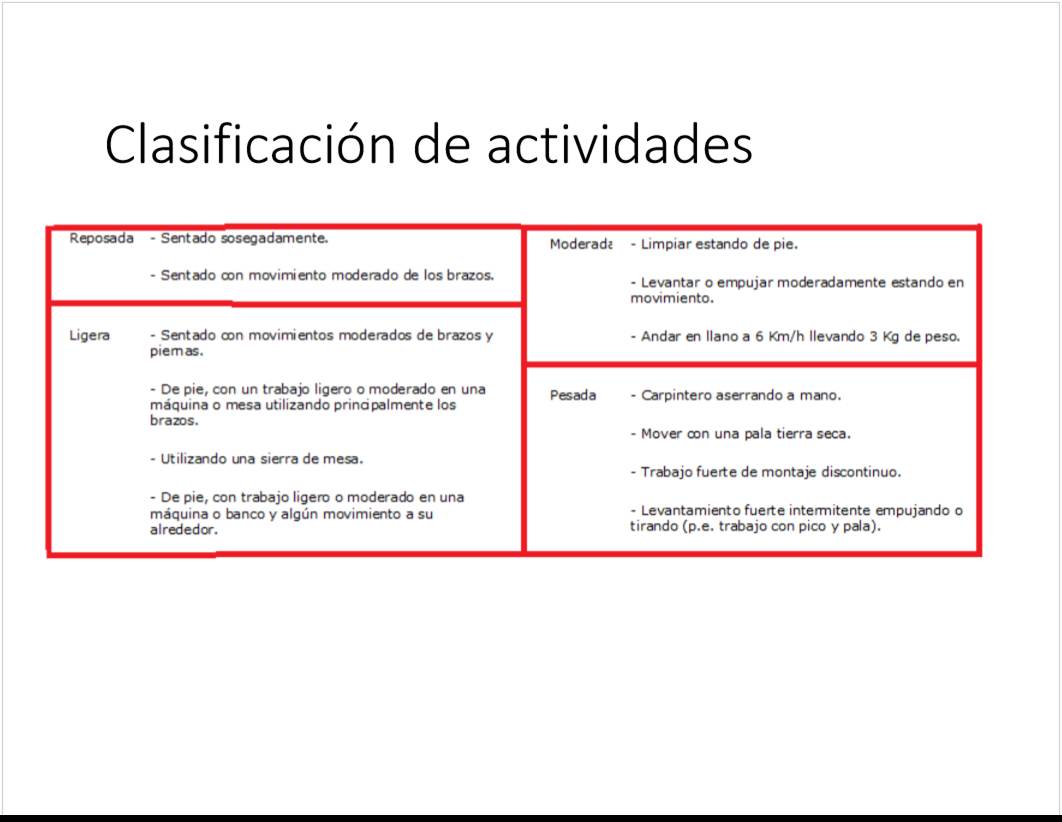 Clasificación de actividades
Reposada - Sentado sosegadamente.
- Sentado con movimiento moderado de los brazos.
Ligera - Sentado con movimientos moderados de brazos y
piernas.
- De pie, con un trabajo ligero o moderado en una
máquina o mesa utilizando principalmente los
brazos.
- Utilizando una sierra de mesa.
- De pie, con trabajo ligero o moderado en una
máquina o banco y algún movimiento a su
alrededor.
Moderada - Limpiar estando de pie.
- Levantar o empujar moderadamente estando en
movimiento.
- Andar en llano a 6 Km/h llevando 3 Kg de peso.
Pesada - Carpintero aserrando a mano.
- Mover con una pala tierra seca.
- Trabajo fuerte de montaje discontinuo.
- Levantamiento fuerte intermitente empujando o
tirando (p.e. trabajo con pico y pala).